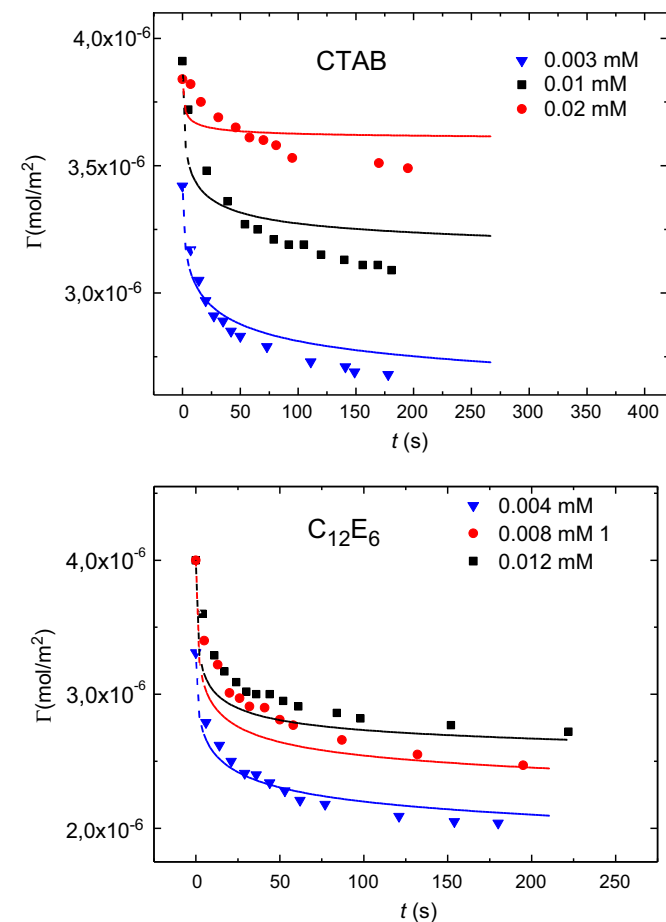 4,0x10-6
CTAB
0.003 mM
0.01 mM
0.02 mM
3,5x10-6
Γ(mol/m2)
3,0x10-6
0 50 100 150 200 250 300 350 400
t (s)
0.004 mM
C12E6
0.008 mM 1
4,0x10-6
0.012 mM
Γ(mol/m2)
3,0x10-6
2,0x10-6
0 50 100 150 200 250
t (s)